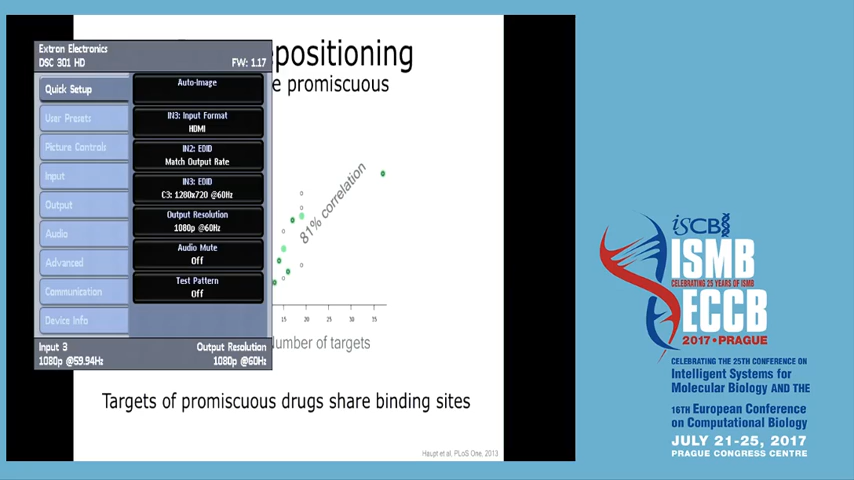 epositioning
e promiscuous
Extron Electronics
DSC 301 HD
FW: 1.17
Quick Setup
User Presets
Picture Controls
Input
Output
Audio
Advanced
Communication
Device Info
Auto-Image
IN3: Input Format
HDMI
IN2: EDID
Match Output Rate
IN3: EDID
C3: 1280x720 @60Hz
Output Resolution
1080p @60Hz
Audio Mute
Off
Test Pattern
Off
Input 3
1080p @59.94Hz
Output Resolution
1080p @60Hz
81% correlation
15 20 25 30 35
umber of targets
Targets of promiscuous drugs share binding sites
Haupt et al. PLoS One, 2013
iSCB
ISMB
CELEBRATING 25 YEARS OF ISMB
ECCB
2017 • PRAGUE
CELEBRATING THE 25TH CONFERENCE ON
Intelligent Systems for
Molecular Biology AND THE
16TH European Conference
on Computational Biology
JULY 21-25, 2017
PRAGUE CONGRESS CENTRE